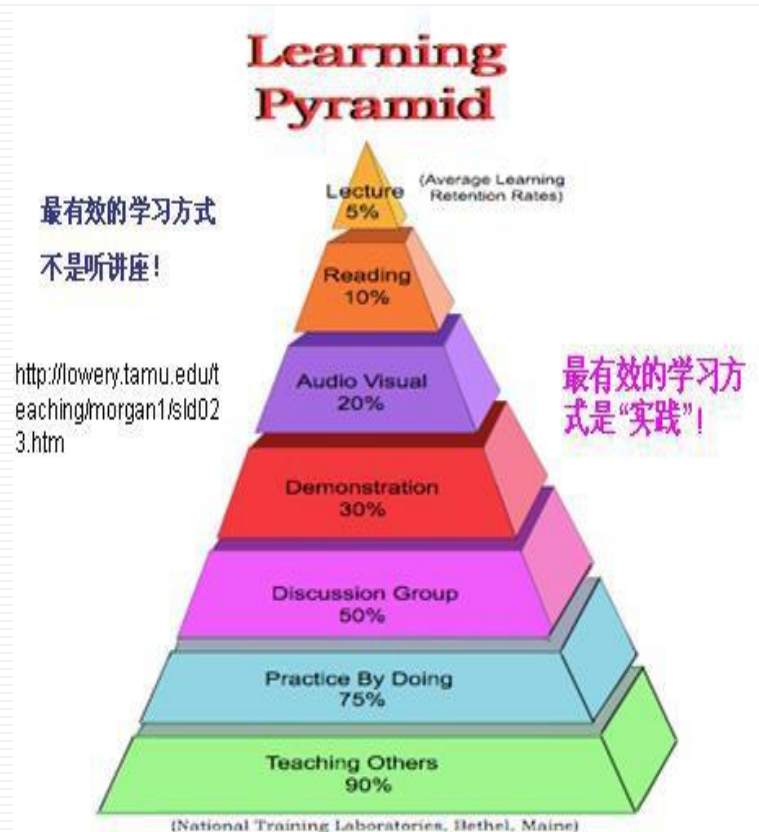 Learning
Pyramid
Lecture
5%
(Average Learning
Retention Rates)
最有效的学习方式
不是听讲座！
Reading
10%
http://lowery.tamu.edu/t
eaching/morgan1/sld02
3.htm
Audio Visual
20%
最有效的学习方
式是“实践”！
Demonstration
30%
Discussion Group
50%
Practice By Doing
75%
Teaching Others
90%
(National Training Laboratories, Bethel, Maine)